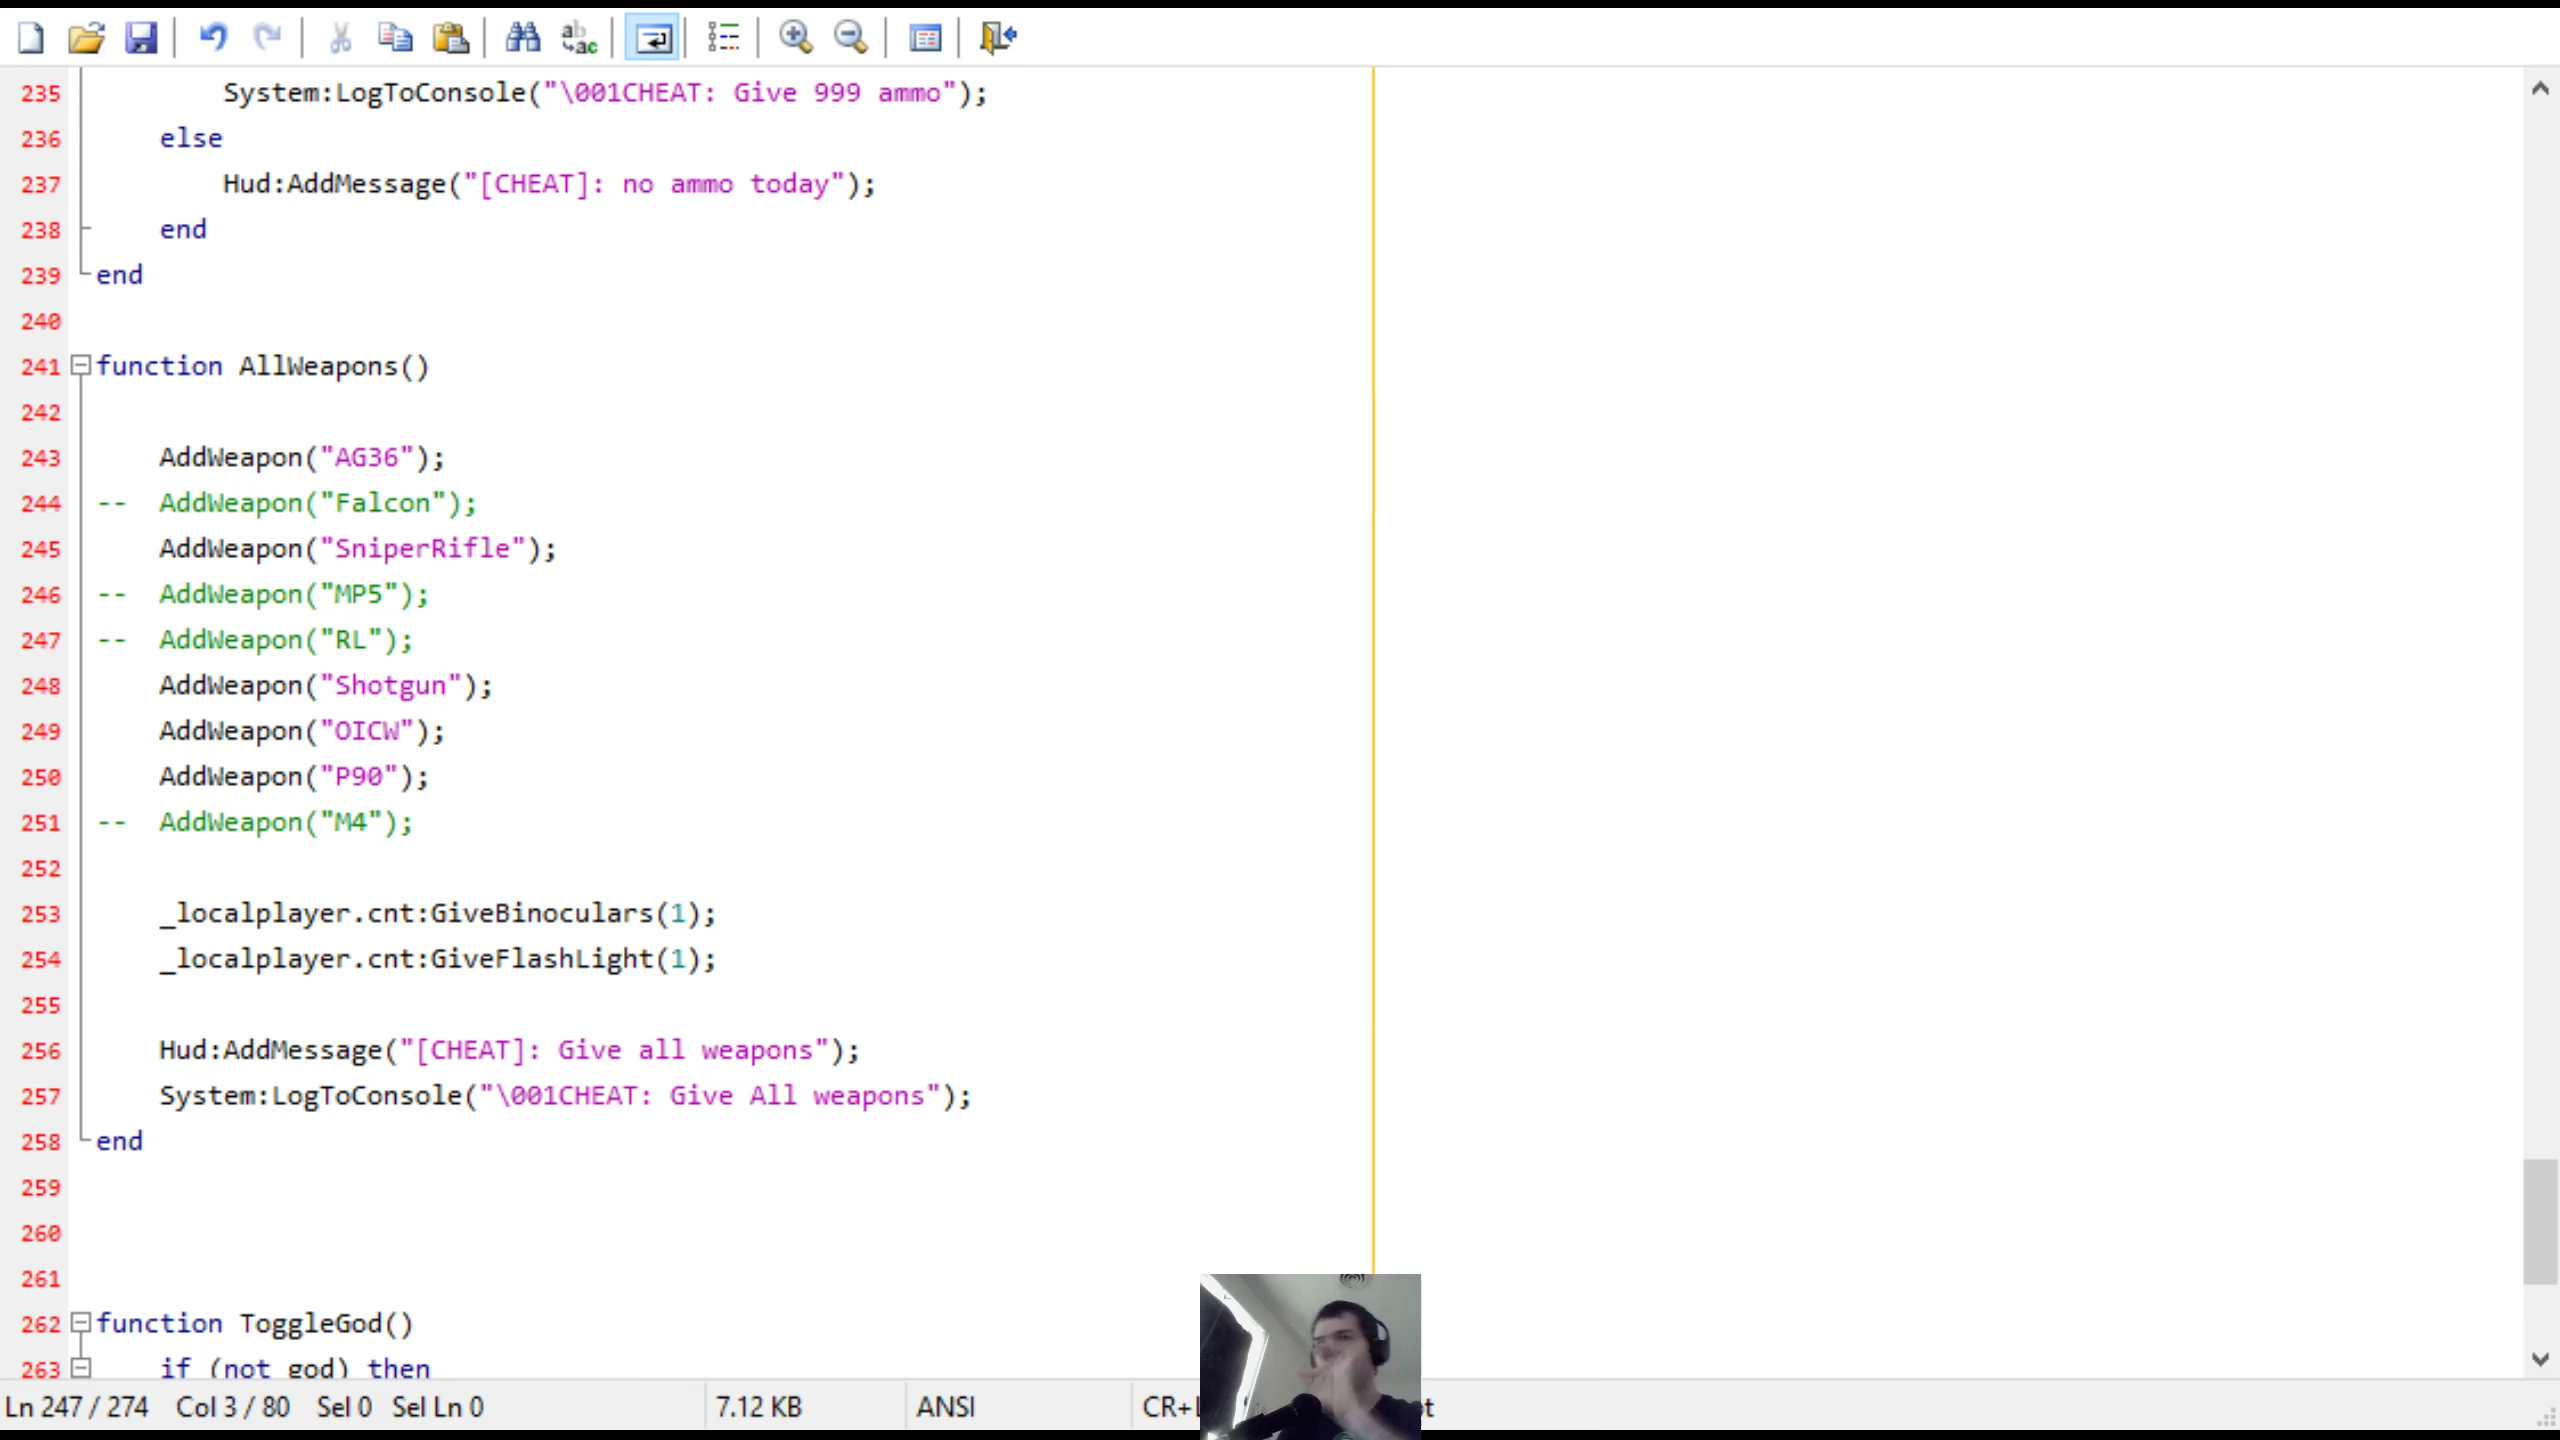 235 System:LogToConsole("\001CHEAT: Give 999 ammo");
236 else
237 Hud:AddMessage("[CHEAT]: no ammo today");
238 end
239 end
240
241 function AllWeapons()
242
243 AddWeapon("AG36");
244 -- AddWeapon("Falcon");
245 AddWeapon("SniperRifle");
246 -- AddWeapon("MP5");
247 -- AddWeapon("RL");
248 AddWeapon("Shotgun");
249 AddWeapon("OICW");
250 AddWeapon("P90");
251 -- AddWeapon("M4");
252
253 _localplayer.cnt:GiveBinoculars(1);
254 _localplayer.cnt:GiveFlashLight(1);
255
256 Hud:AddMessage("[CHEAT]: Give all weapons");
257 System:LogToConsole("\001CHEAT: Give All weapons");
258 end
259
260
261
262 function ToggleGod()
263 if (not god) then
Ln 247 / 274 Col 3 / 80 Sel 0 Sel Ln 0 7.12 KB ANSI